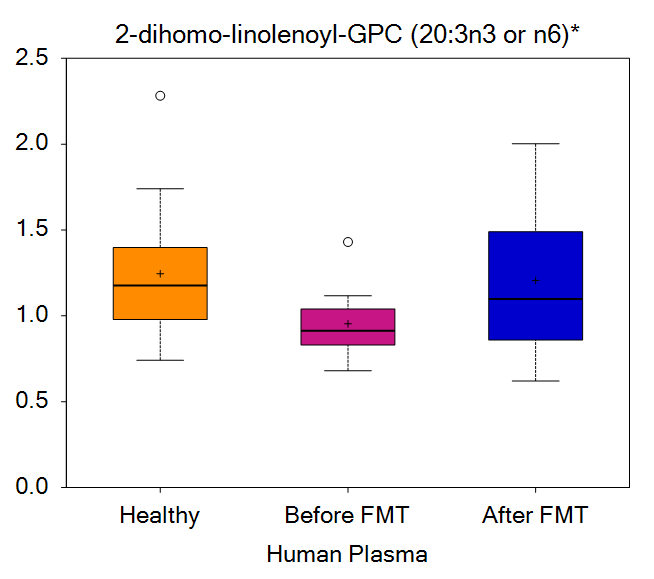 2-dihomo-linolenoyl-GPC (20:3n3 or n6)*
2.5
2.0
1.5
1.0
0.5
0.0
Healthy
Before FMT
After FMT
Human Plasma